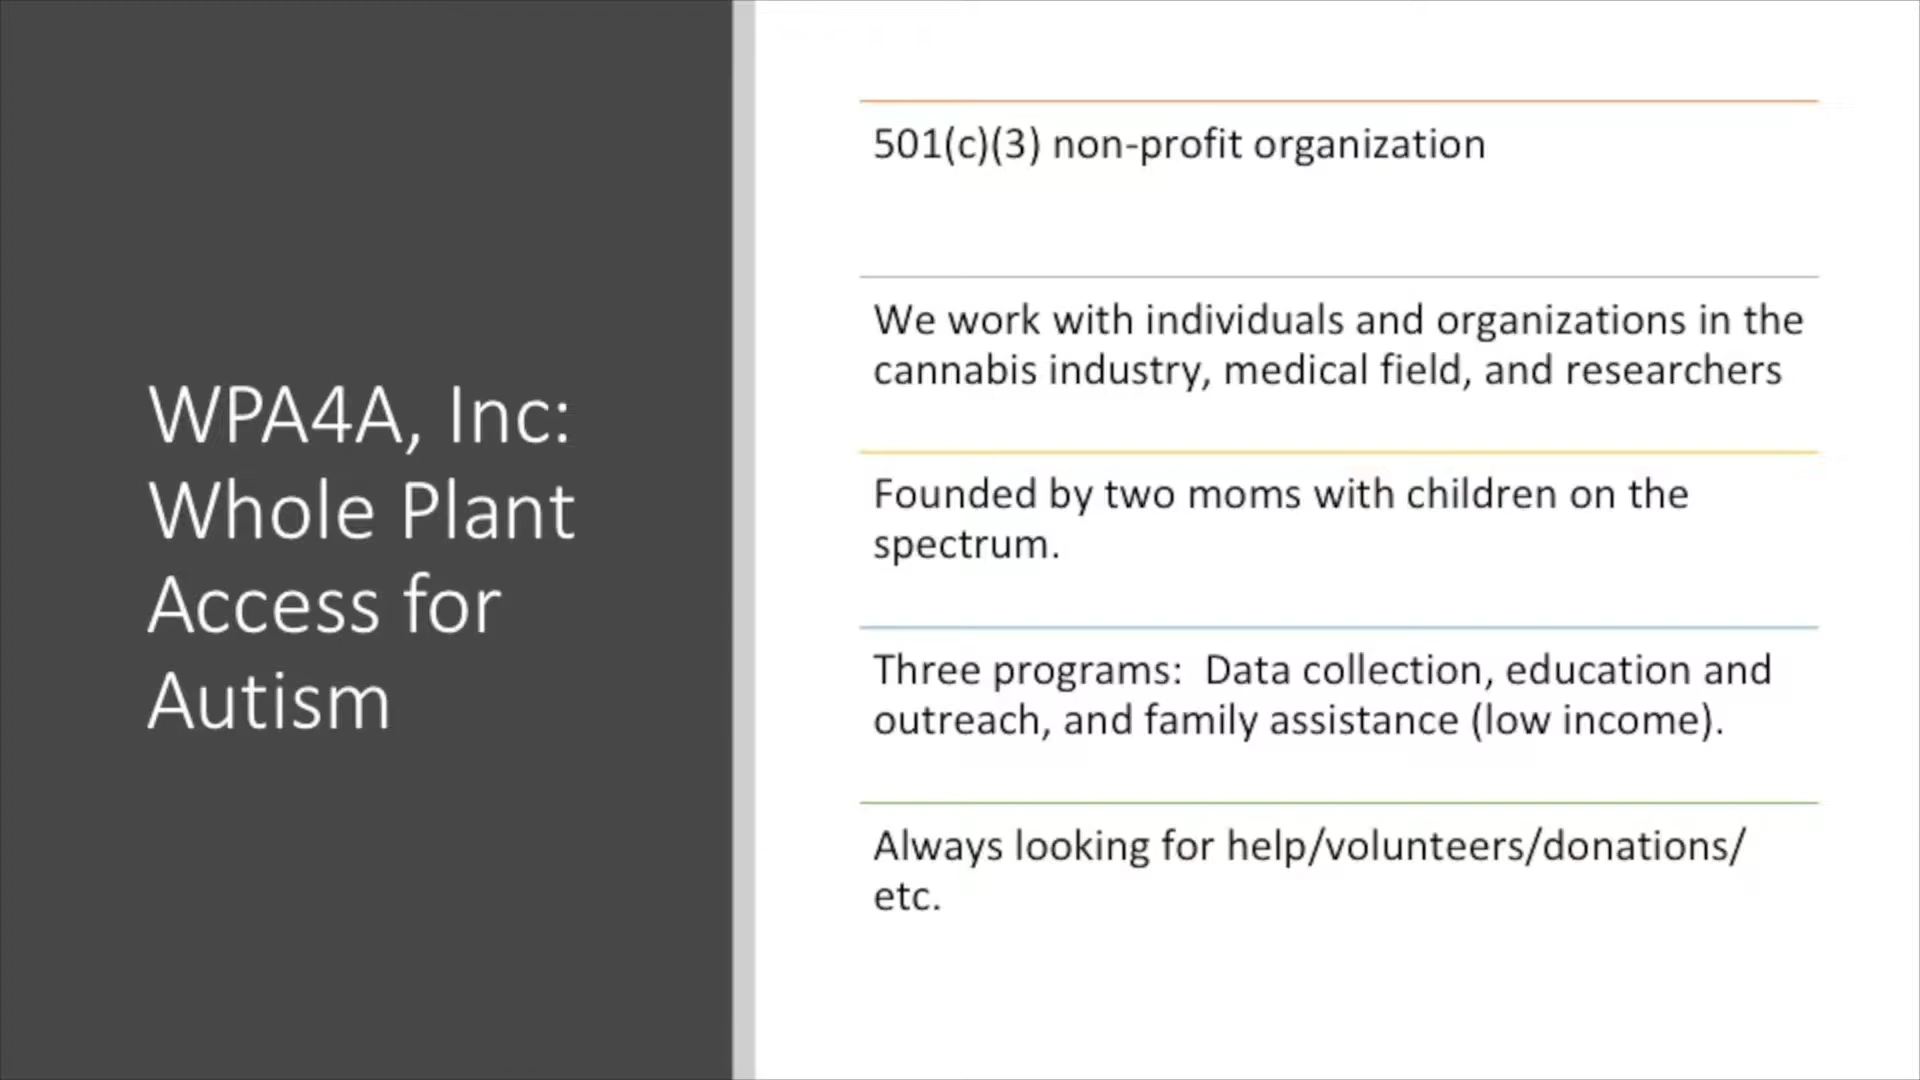 WPA4A, Inc:
Whole Plant
Access for
Autism
501(c)(3) non-profit organization
We work with individuals and organizations in the
cannabis industry, medical field, and researchers
Founded by two moms with children on the
spectrum.
Three programs:  Data collection, education and
outreach, and family assistance (low income).
Always looking for help/volunteers/donations/
etc.